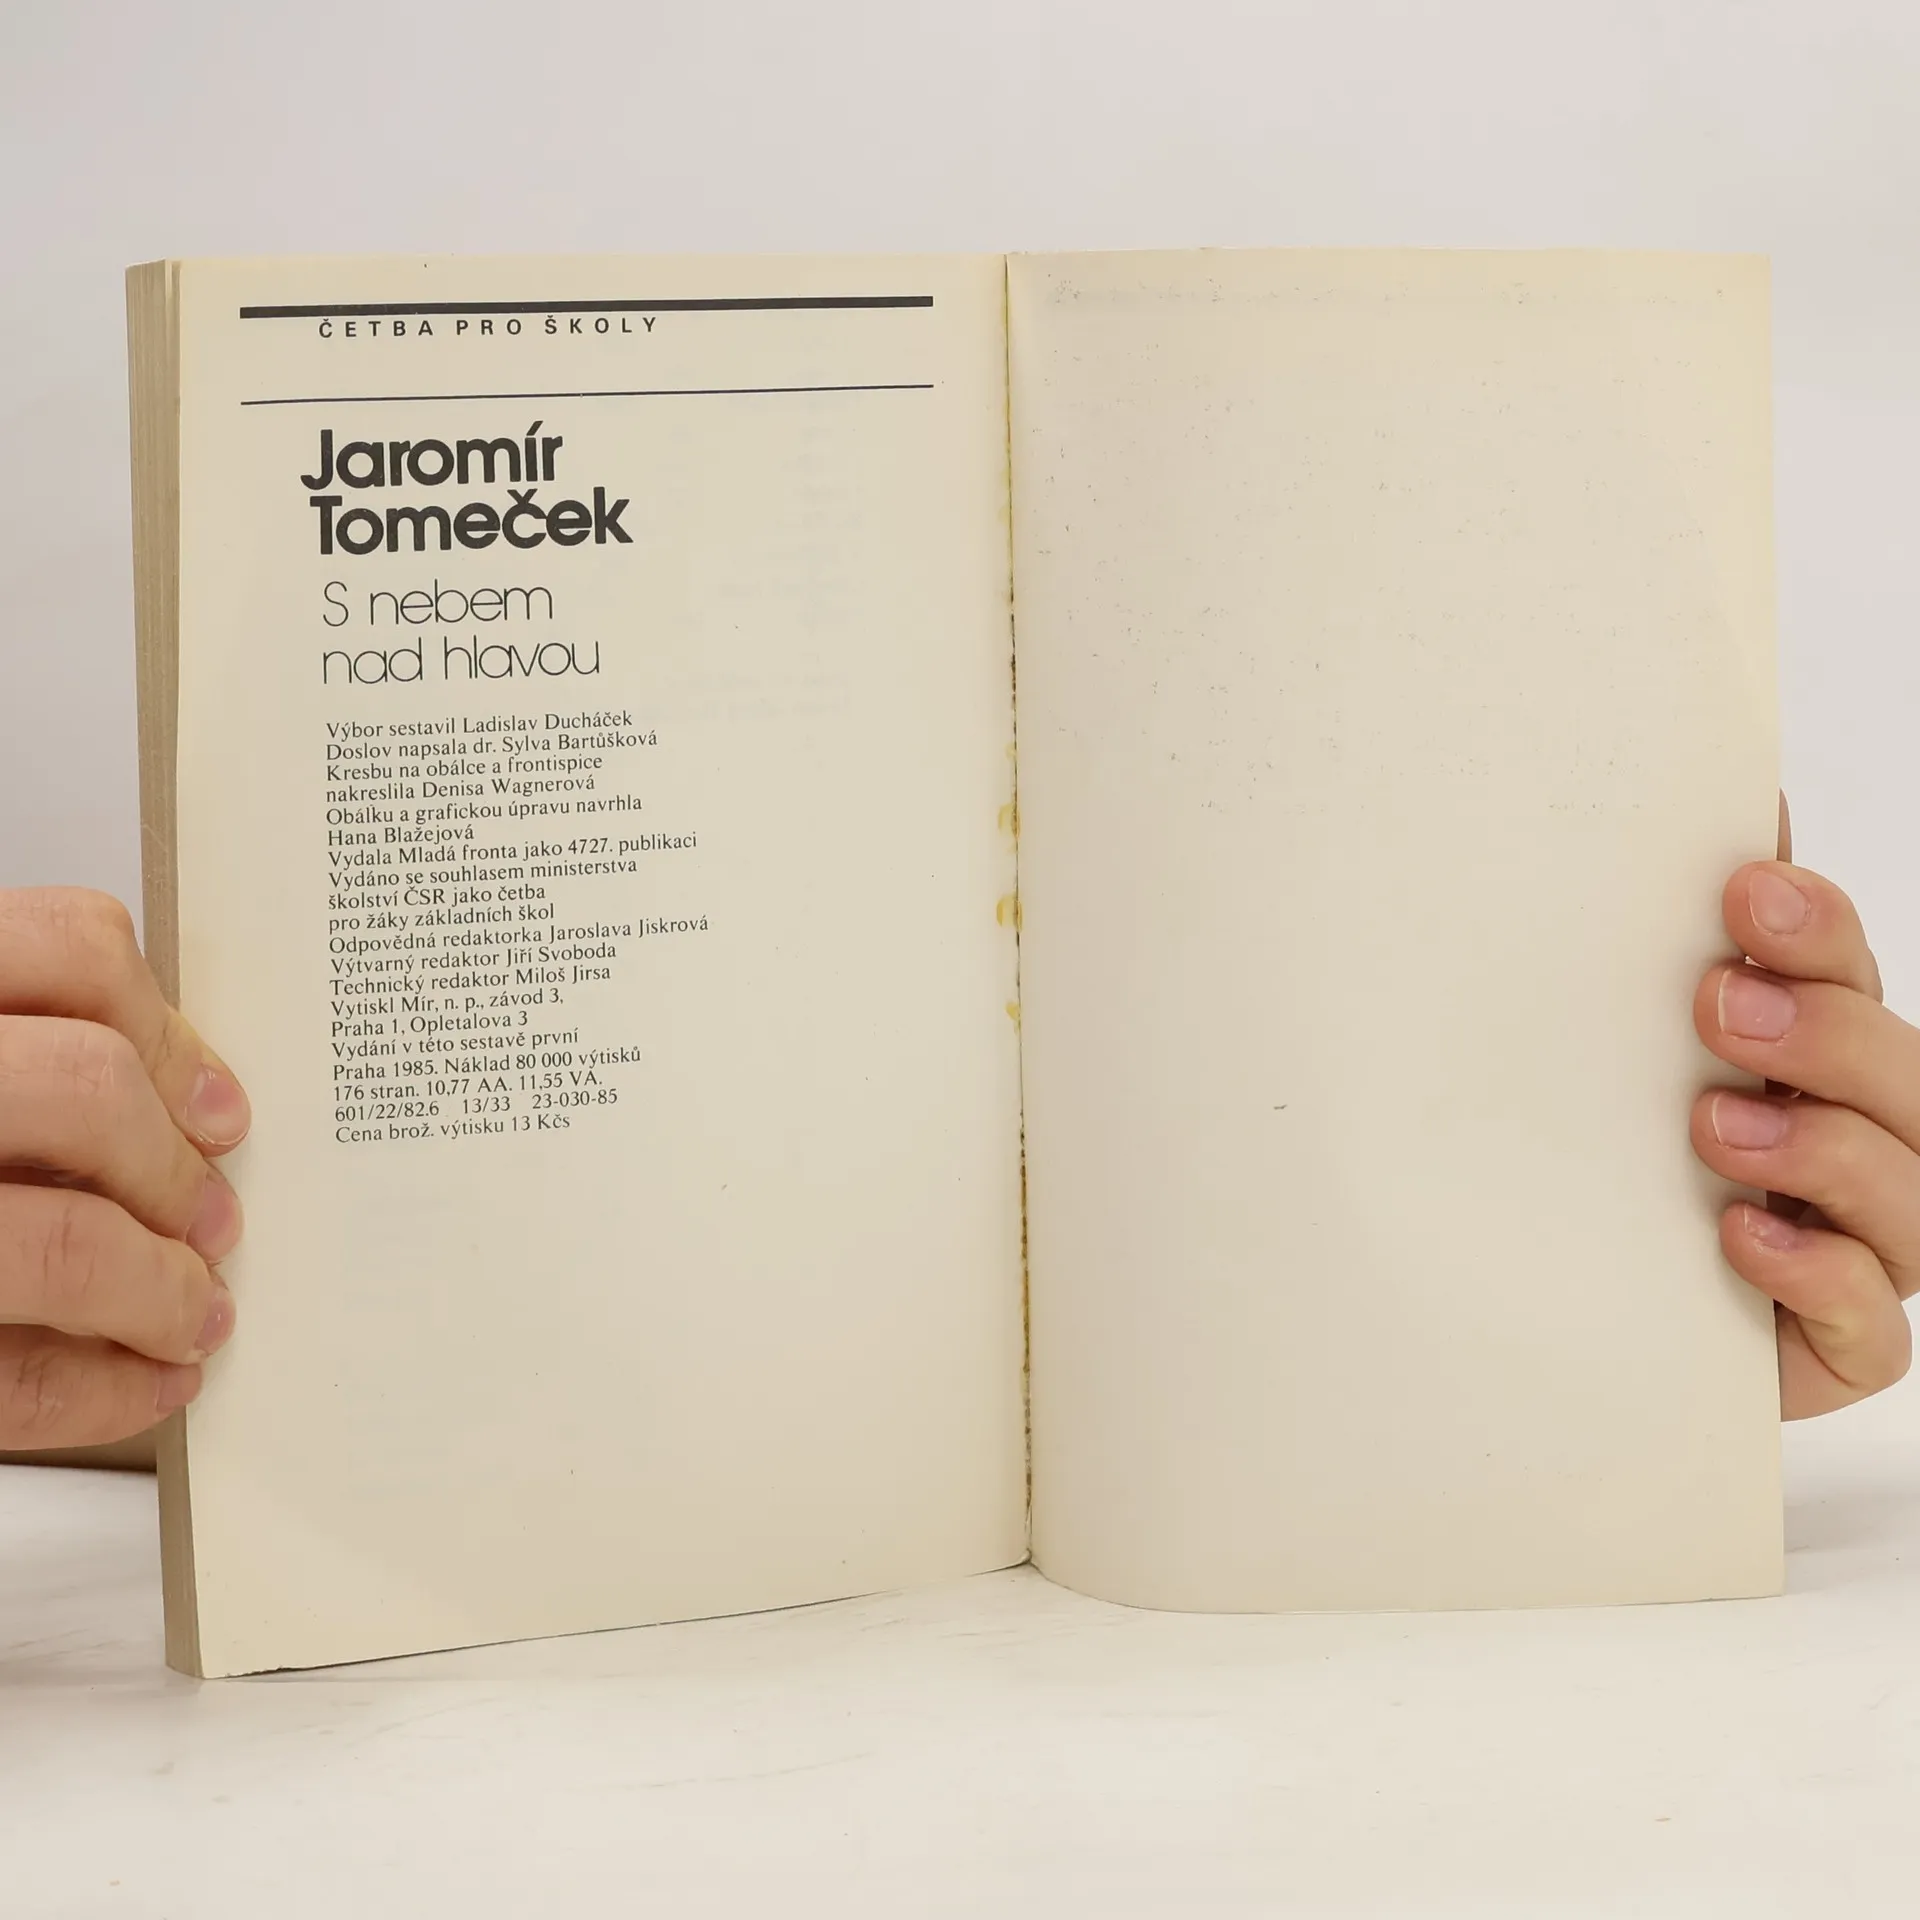 ČETBA PRO ŠKOLY
Jaromír
Tomeček
S nebem
nad hlavou
Výbor sestavil Ladislav Ducháček
Doslov napsala dr. Sylva Bartůšková
Kresbu na obálce a frontispice
nakreslila Denisa Wagnerová
Obálku a grafickou úpravu navrhla
Hana Blažejová
Vydala Mladá fronta jako 4727. publikaci
Vydáno se souhlasem ministerstva
školství ČSR jako četba
pro žáky základních škol
Odpovědná redaktorka Jaroslava Jiskrová
Výtvarný redaktor Jiří Svoboda
Technický redaktor Miloš Jirsa
Vytiskl Mír, n. p., závod 3,
Praha 1, Opletalova 3
Vydání v této sestavě první
Praha 1985. Náklad 80 000 výtisků
176 stran. 10,77 AA. 11,55 VA.
601/22/82.6 13/33 23-030-85
Cena brož. výtisku 13 Kčs